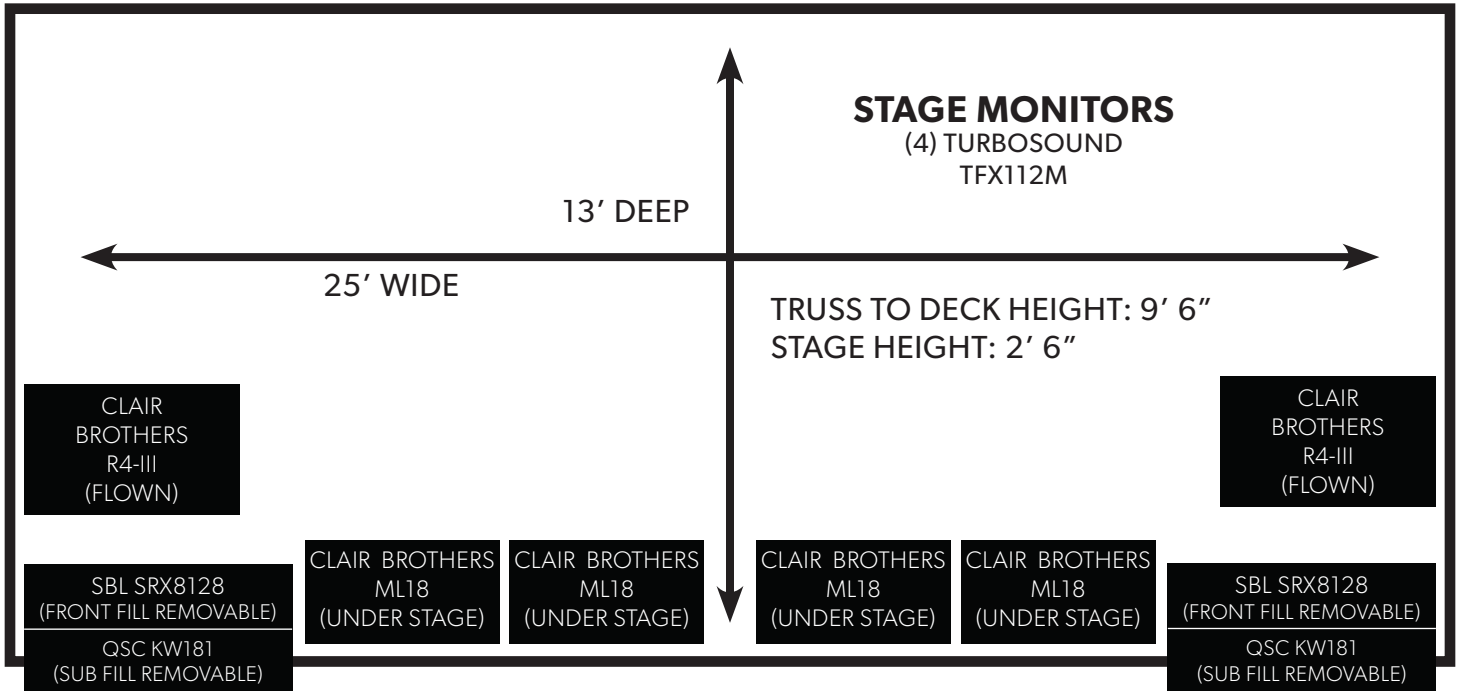 STAGE MONITORS
(4) TURBOSOUND
TFX112M
13’ DEEP
25’ WIDE
TRUSS TO DECK HEIGHT: 9’ 6”
STAGE HEIGHT: 2’ 6”
CLAIR
BROTHERS
R4-III
(FLOWN)
CLAIR
BROTHERS
R4-III
(FLOWN)
SBL SRX8128
(FRONT FILL REMOVABLE)
QSC KW181
(SUB FILL REMOVABLE)
CLAIR BROTHERS
ML18
(UNDER STAGE)
CLAIR BROTHERS
ML18
(UNDER STAGE)
CLAIR BROTHERS
ML18
(UNDER STAGE)
CLAIR BROTHERS
ML18
(UNDER STAGE)
SBL SRX8128
(FRONT FILL REMOVABLE)
QSC KW181
(SUB FILL REMOVABLE)